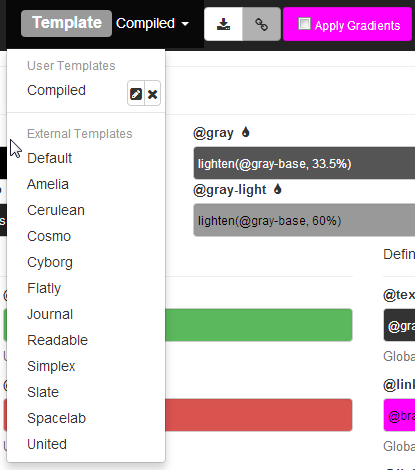 Template Compiled Apply Gradients
User Templates
Compiled
External Templates
Default
Amelia
Cerulean
Cosmo
Cyborg
Flatly
Journal
Readable
Simplex
Slate
Spacelab
United
@gray
lighten(@gray-base, 33.5%)
@gray-light
lighten(@gray-base, 60%)
Defin
@tex
@gra
Globa
@link
@bra
Globa